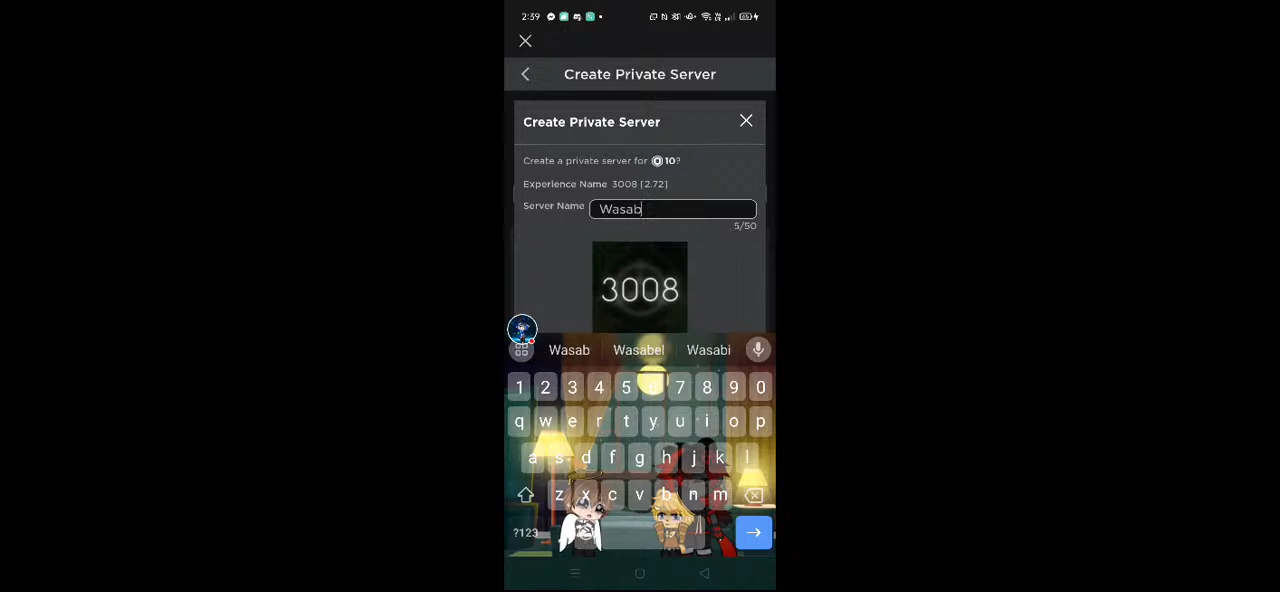 2:39
Create Private Server
Create Private Server
Create a private server for 10?
Experience Name 3008 [2.72]
Server Name Wasab
5/50
3008
Wasab Wasabel Wasabi
1 2 3 4 5 6 7 8 9 0
q w e r t y u i o p
a s d f g h j k l
z x c v b n m
?123